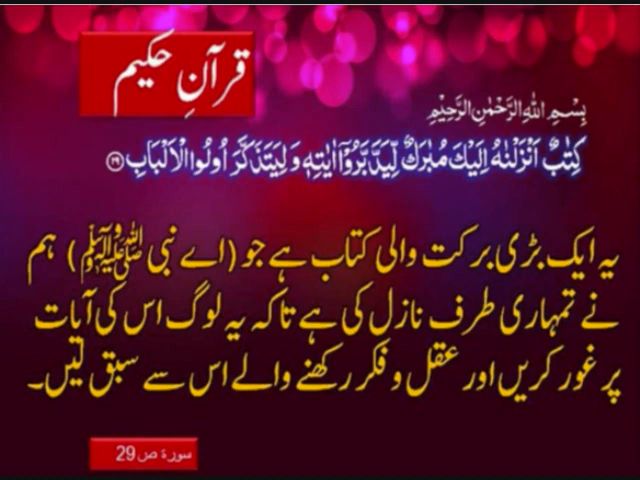 قرآنِ حکیم
بِسْمِ اللّٰهِ الرَّحْمٰنِ الرَّحِيْمِ
كِتٰبٌ اَنْزَلْنٰهُ اِلَيْكَ مُبٰرَكٌ لِّيَدَّبَّرُوْۤا اٰيٰتِهٖ وَ لِيَتَذَكَّرَ اُولُوا الْاَلْبَابِ ﴿۲۹﴾
یہ ایک بڑی برکت والی کتاب ہے جو (اے نبی ﷺ) ہم
نے تمہاری طرف نازل کی ہے تاکہ یہ لوگ اس کی آیات
پر غور کریں اور عقل و فکر رکھنے والے اس سے سبق لیں۔
سورۃ ص 29